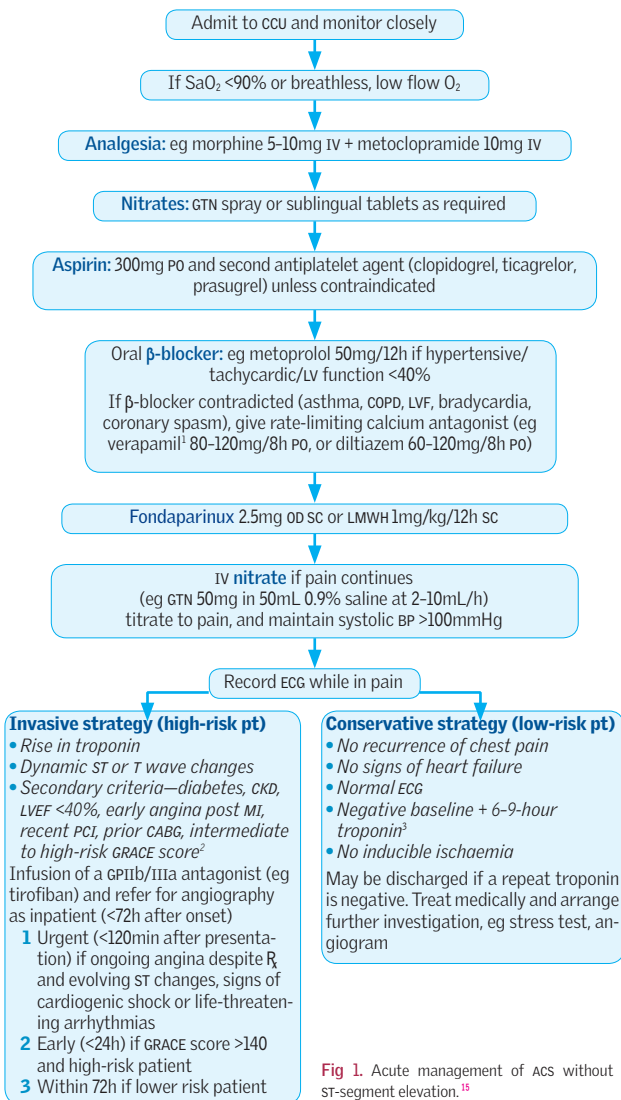 Admit to CCU and monitor closely
If SaO₂ <90% or breathless, low flow O₂
Analgesia: eg morphine 5–10mg IV + metoclopramide 10mg IV
Nitrates: GTN spray or sublingual tablets as required
Aspirin: 300mg PO and second antiplatelet agent (clopidogrel, ticagrelor,
prasugrel) unless contraindicated
Oral β-blocker: eg metoprolol 50mg/12h if hypertensive/
tachycardic/LV function <40%
If β-blocker contradicted (asthma, COPD, LVF, bradycardia,
coronary spasm), give rate-limiting calcium antagonist (eg
verapamil¹ 80–120mg/8h PO, or diltiazem 60–120mg/8h PO)
Fondaparinux 2.5mg OD SC or LMWH 1mg/kg/12h SC
IV nitrate if pain continues
(eg GTN 50mg in 50mL 0.9% saline at 2–10mL/h)
titrate to pain, and maintain systolic BP >100mmHg
Record ECG while in pain
Invasive strategy (high-risk pt)
• Rise in troponin
• Dynamic ST or T wave changes
• Secondary criteria—diabetes, CKD,
LVEF <40%, early angina post MI,
recent PCI, prior CABG, intermediate
to high-risk GRACE score²
Infusion of a GPIIb/IIIa antagonist (eg
tirofiban) and refer for angiography
as inpatient (<72h after onset)
1 Urgent (<120min after presenta-
tion) if ongoing angina despite ℞
and evolving ST changes, signs of
cardiogenic shock or life-threaten-
ing arrhythmias
2 Early (<24h) if GRACE score >140
and high-risk patient
3 Within 72h if lower risk patient
Conservative strategy (low-risk pt)
• No recurrence of chest pain
• No signs of heart failure
• Normal ECG
• Negative baseline + 6–9-hour
troponin³
• No inducible ischaemia
May be discharged if a repeat troponin
is negative. Treat medically and arrange
further investigation, eg stress test, an-
giogram
Fig 1. Acute management of ACS without
ST-segment elevation.¹⁵